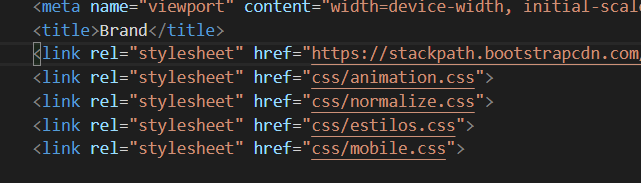 <meta name="viewport" content="width=device-width, initial-scal
<title>Brand</title>
<link rel="stylesheet" href="https://stackpath.bootstrapcdn.com/
<link rel="stylesheet" href="css/animation.css">
<link rel="stylesheet" href="css/normalize.css">
<link rel="stylesheet" href="css/estilos.css">
<link rel="stylesheet" href="css/mobile.css">